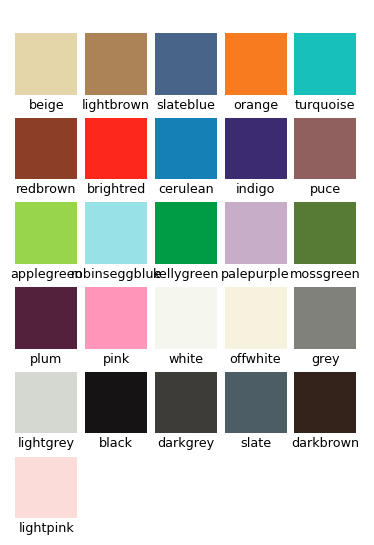 beige lightbrown slateblue orange turquoise
redbrown brightred cerulean indigo puce
applegreen robinseggblue kellygreen palepurple mossgreen
plum pink white offwhite grey
lightgrey black darkgrey slate darkbrown
lightpink